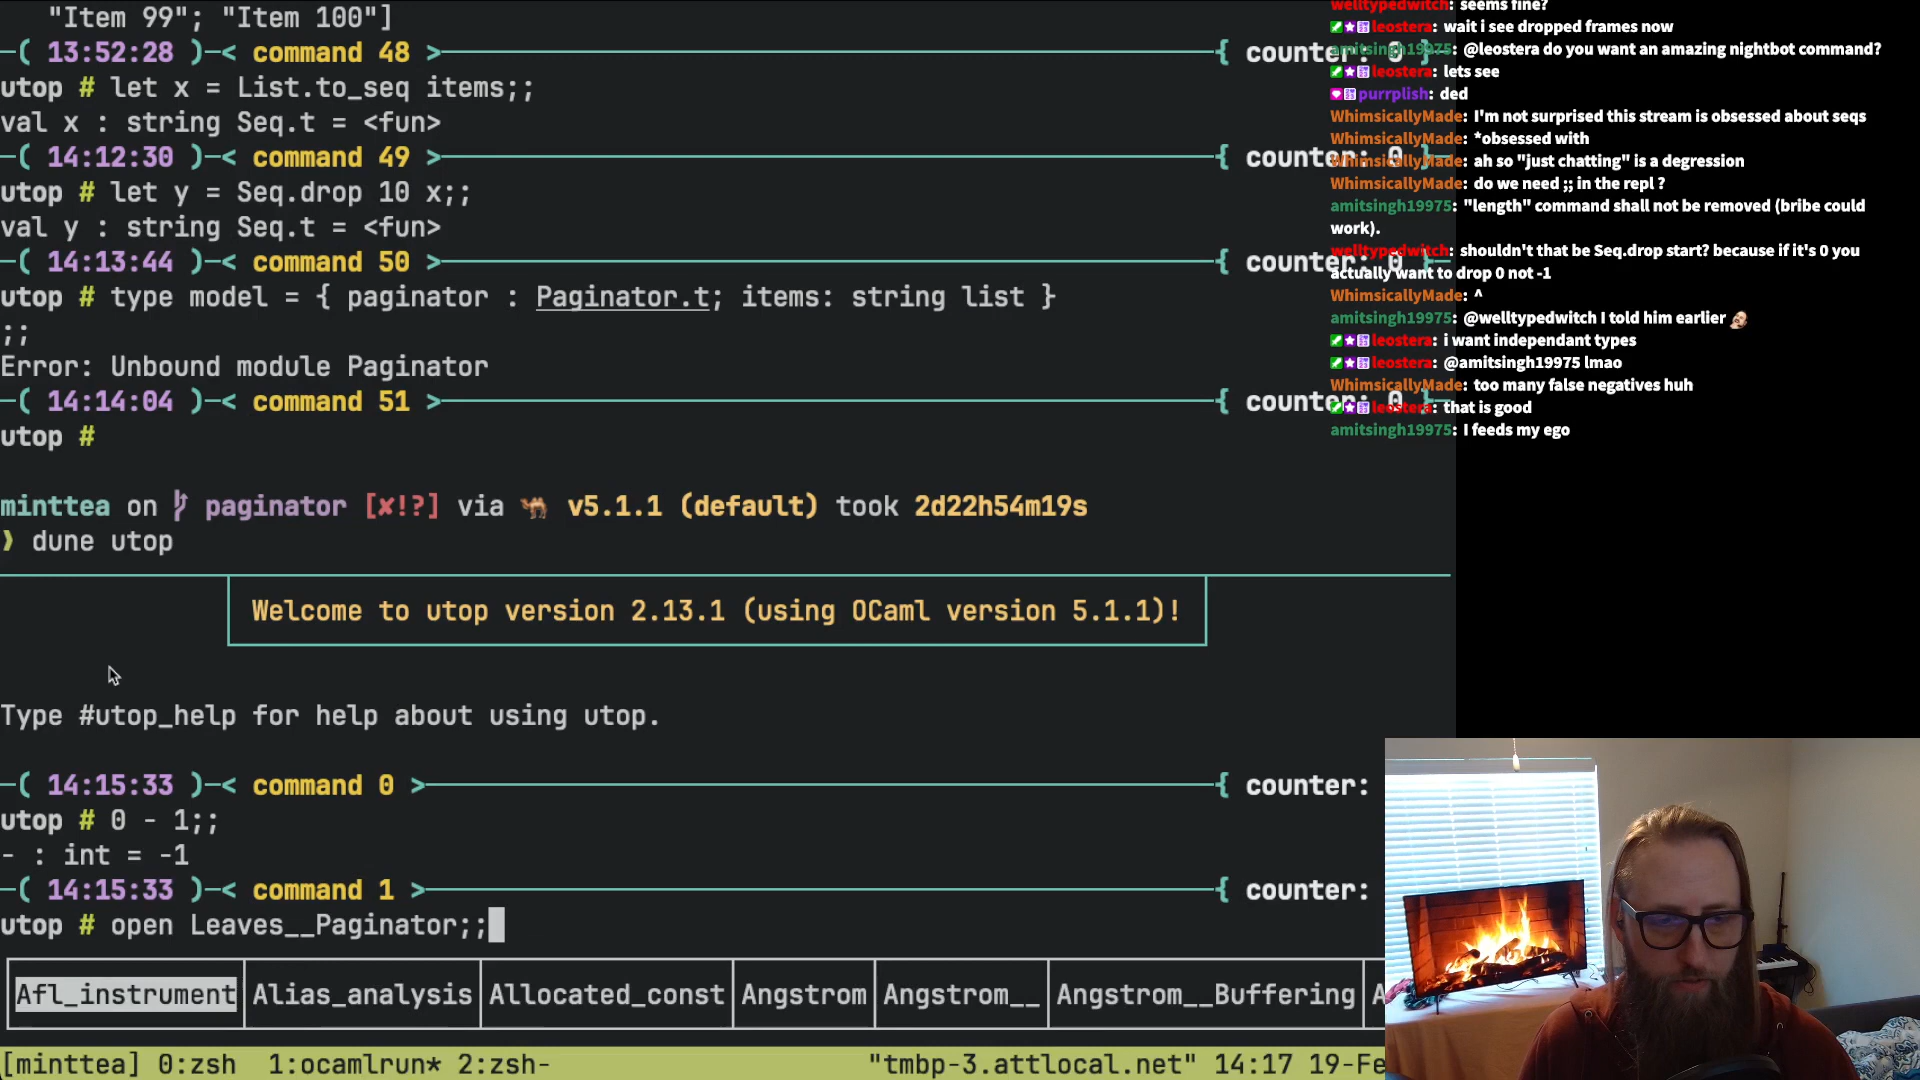 "Item 99"; "Item 100"]
─( 13:52:28 )─< command 48 >─{ counter: 0 }─
utop # let x = List.to_seq items;;
val x : string Seq.t = <fun>
─( 14:12:30 )─< command 49 >─{ counter: 0 }─
utop # let y = Seq.drop 10 x;;
val y : string Seq.t = <fun>
─( 14:13:44 )─< command 50 >─{ counter: 0 }─
utop # type model = { paginator : Paginator.t; items: string list }
;;
Error: Unbound module Paginator
─( 14:14:04 )─< command 51 >─{ counter: 0 }─
utop #
minttea on paginator [✘!?] via 🐫 v5.1.1 (default) took 2d22h54m19s
❯ dune utop
Welcome to utop version 2.13.1 (using OCaml version 5.1.1)!
Type #utop_help for help about using utop.
─( 14:15:33 )─< command 0 >─{ counter:
utop # 0 - 1;;
- : int = -1
─( 14:15:33 )─< command 1 >─{ counter:
utop # open Leaves__Paginator;;
Afl_instrument Alias_analysis Allocated_const Angstrom Angstrom__ Angstrom__Buffering A
[minttea] 0:zsh 1:ocamlrun* 2:zsh- "tmbp-3.attlocal.net" 14:17 19-Fe
welltypedwitch: seems fine?
leostera: wait i see dropped frames now
amitsingh19975: @leostera do you want an amazing nightbot command?
leostera: lets see
purrplish: ded
WhimsicallyMade: I'm not surprised this stream is obsessed about seqs
WhimsicallyMade: *obsessed with
WhimsicallyMade: ah so "just chatting" is a degression
WhimsicallyMade: do we need ;; in the repl ?
amitsingh19975: "length" command shall not be removed (bribe could
work).
welltypedwitch: shouldn't that be Seq.drop start? because if it's 0 you
actually want to drop 0 not -1
WhimsicallyMade: ^
amitsingh19975: @welltypedwitch I told him earlier
leostera: i want independant types
leostera: @amitsingh19975 lmao
WhimsicallyMade: too many false negatives huh
leostera: that is good
amitsingh19975: I feeds my ego